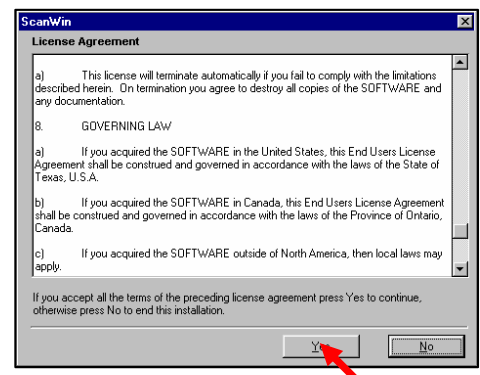 ScanWin
License Agreement
a) This license will terminate automatically if you fail to comply with the limitations
described herein. On termination you agree to destroy all copies of the SOFTWARE and
any documentation.
8. GOVERNING LAW
a) If you acquired the SOFTWARE in the United States, this End Users License
Agreement shall be construed and governed in accordance with the laws of the State of
Texas, U.S.A.
b) If you acquired the SOFTWARE in Canada, this End Users License Agreement
shall be construed and governed in accordance with the laws of the Province of Ontario,
Canada.
c) If you acquired the SOFTWARE outside of North America, then local laws may
apply.
If you accept all the terms of the preceding license agreement press Yes to continue,
otherwise press No to end this installation.
Yes No